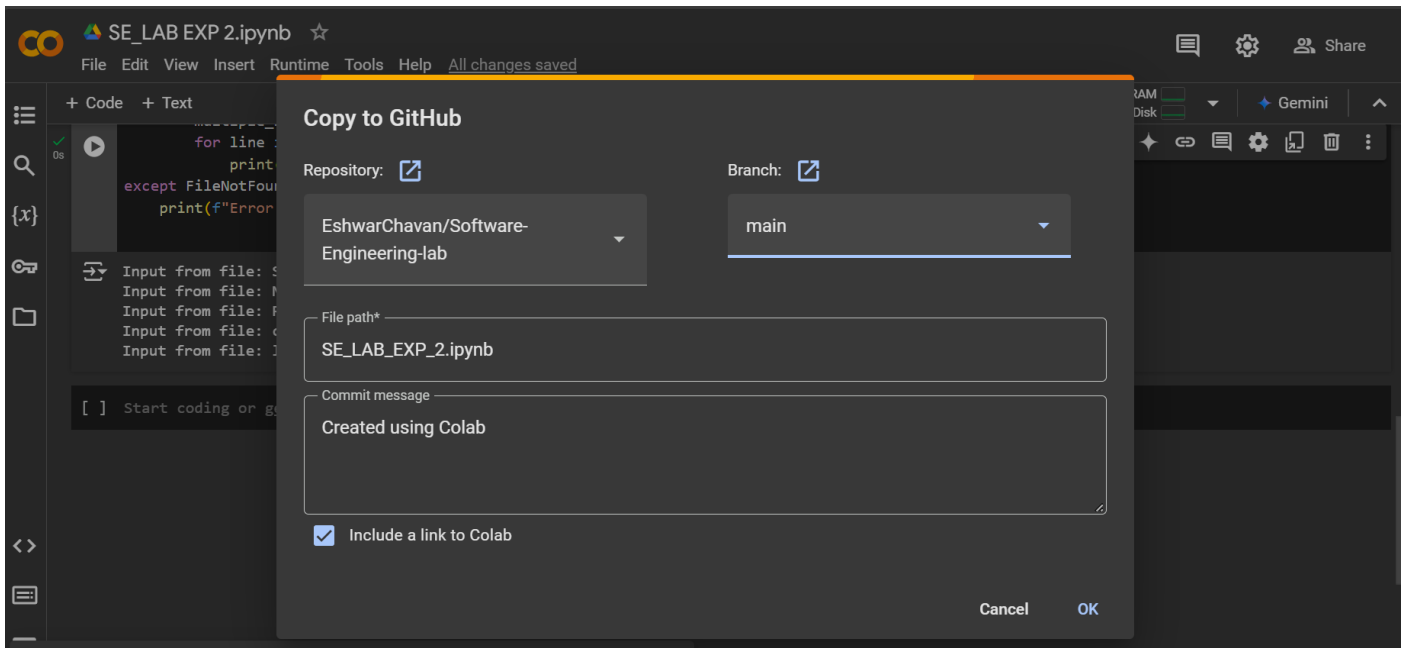 SE_LAB EXP 2.ipynb
File Edit View Insert Runtime Tools Help All changes saved
Share
+ Code + Text
RAM
Disk
Gemini
Copy to GitHub
Repository:
Branch:
EshwarChavan/Software-
Engineering-lab
main
File path*
SE_LAB_EXP_2.ipynb
Commit message
Created using Colab
Include a link to Colab
Cancel OK
0s
for line
print
except FileNotFou
print(f"Error
{x}
Input from file:
Input from file:
Input from file:
Input from file:
Input from file:
[ ] Start coding or